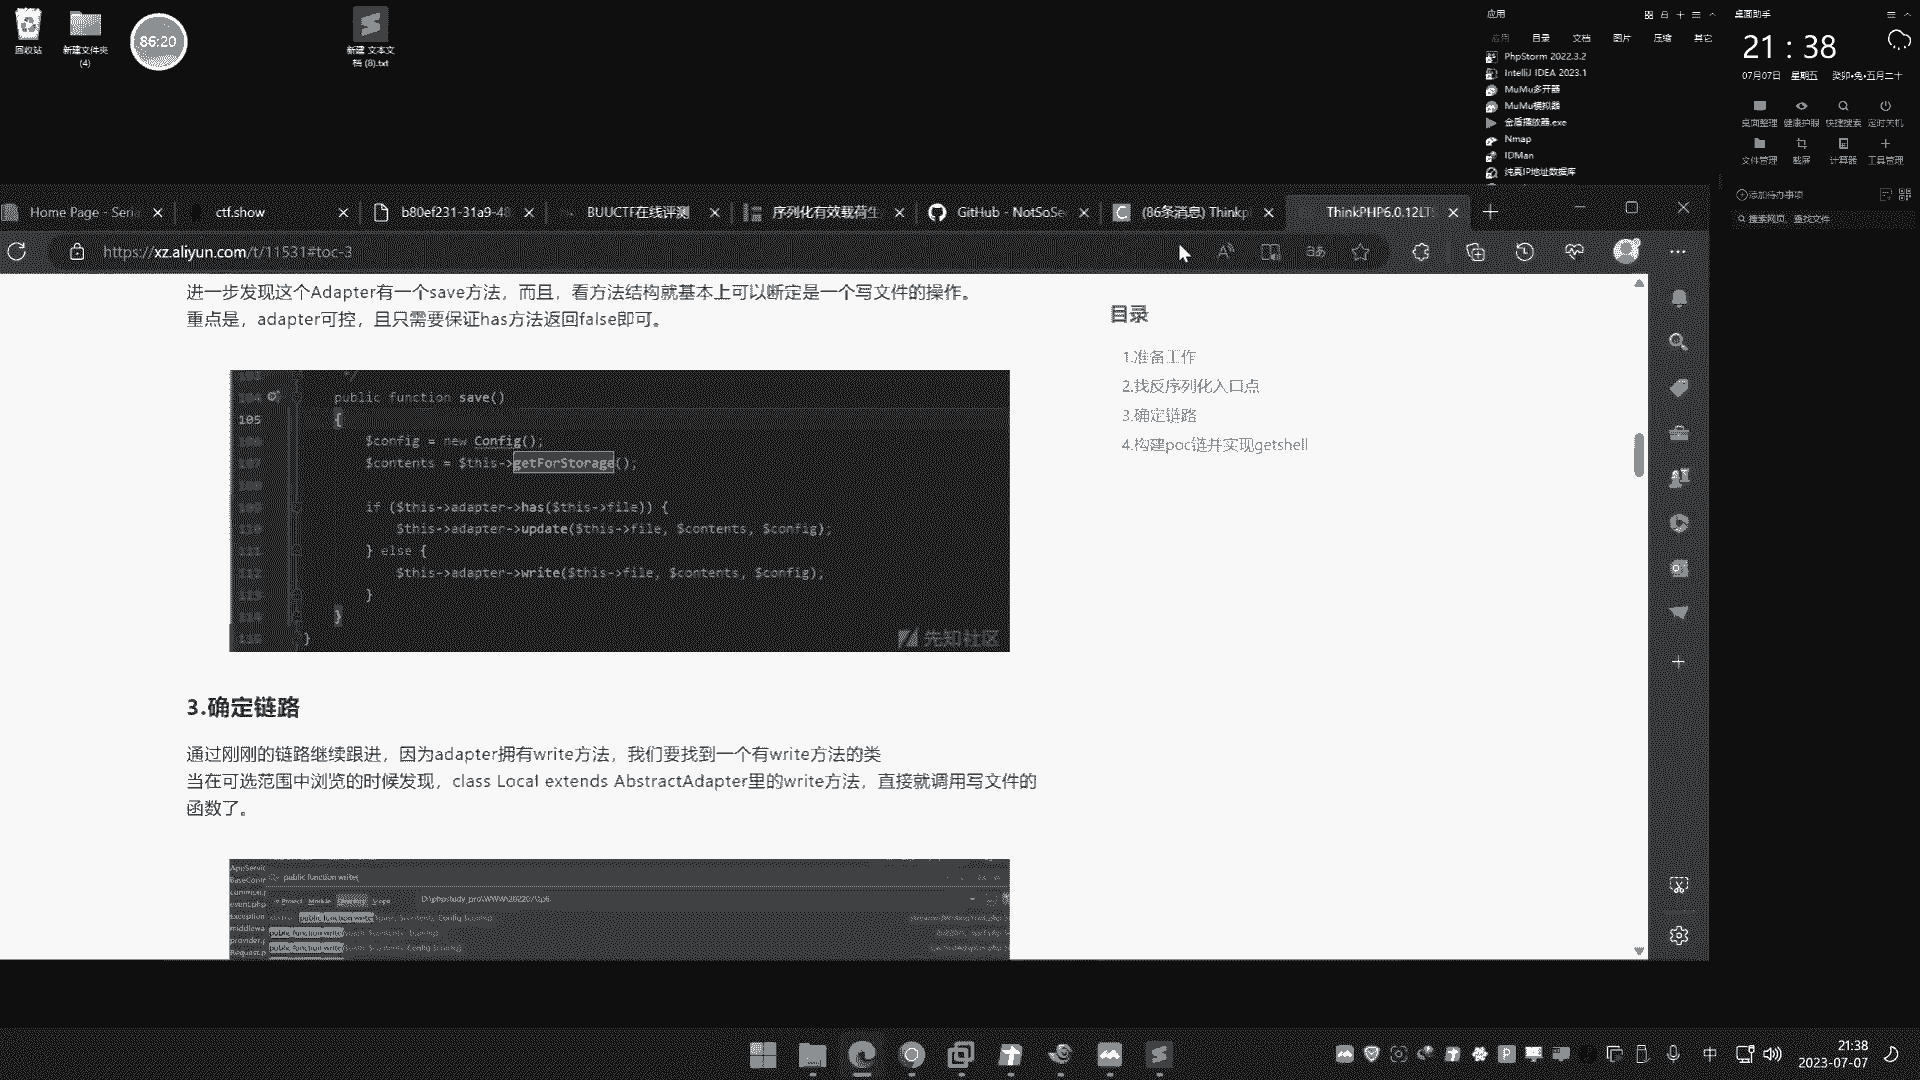 回收站
新建文件夹
(4)
86:20
新建 文本文
档 (8).txt
应用
应用 目录 文档 图片 压缩 其它
PhpStorm 2022.3.2
IntelliJ IDEA 2023.1
MuMu多开器
MuMu模拟器
金盾播放器.exe
Nmap
IDMan
纯真IP地址数据库
桌面助手
21 : 38
07月07日 星期五 癸卯•兔•五月二十
桌面整理 健康护眼 快捷搜索 定时关机
文件管理 截屏 计算器 工具管理
添加待办事项
搜索网页、查找文件
Home Page - Seria
ctf.show
b80ef231-31a9-48
BUUCTF在线评测
序列化有效载荷生
GitHub - NotSoSe
(86条消息) Thinkp
ThinkPHP6.0.12LTS
https://xz.aliyun.com/t/11531#toc-3
进一步发现这个Adapter有一个save方法，而且，看方法结构就基本上可以断定是一个写文件的操作。
重点是，adapter可控，且只需要保证has方法返回false即可。
目录
1.准备工作
2.找反序列化入口点
3.确定链路
4.构建poc链并实现getshell
103 */
104 public function save()
105 {
106 $config = new Config();
107 $contents = $this->getForStorage();
108
109 if ($this->adapter->has($this->file)) {
110 $this->adapter->update($this->file, $contents, $config);
111 } else {
112 $this->adapter->write($this->file, $contents, $config);
113 }
114 }
115 }
先知社区
3.确定链路
通过刚刚的链路继续跟进，因为adapter拥有write方法，我们要找到一个有write方法的类
当在可选范围中浏览的时候发现，class Local extends AbstractAdapter里的write方法，直接就调用写文件的
函数了。
public function write(
public function write
public function write
public function write
中
21:38
2023-07-07